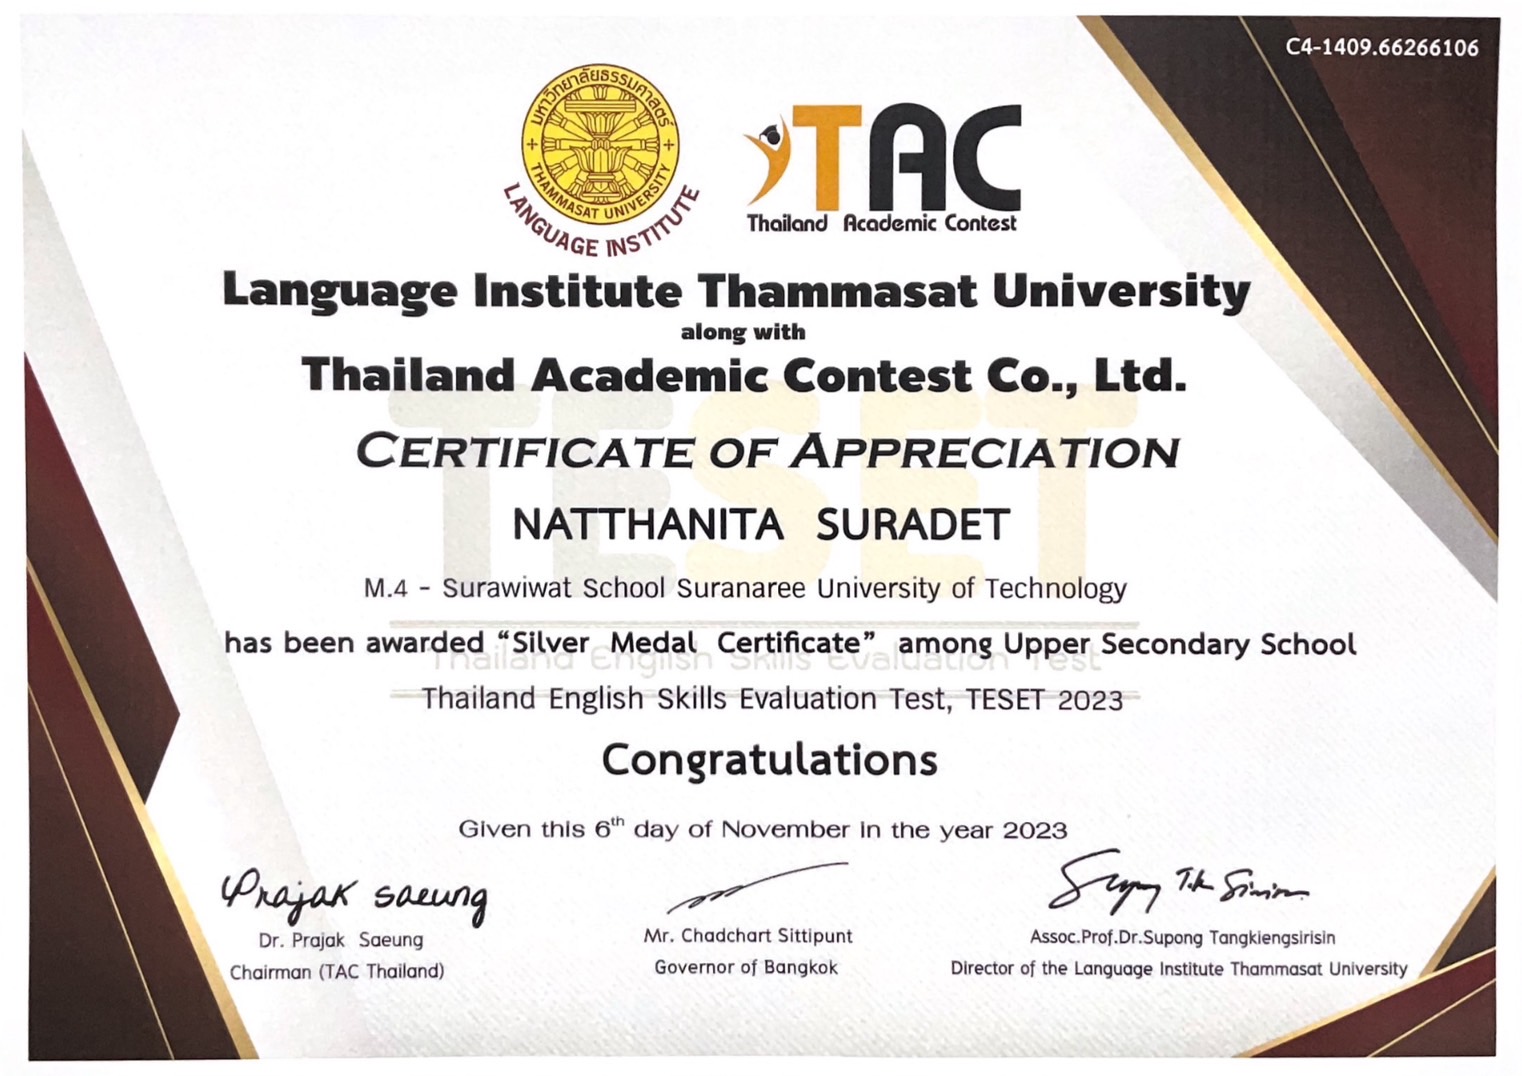 C4-1409.66266106
มหาวิทยาลัยธรรมศาสตร์
THAMMASAT UNIVERSITY
LANGUAGE INSTITUTE
TAC
Thailand Academic Contest
Language Institute Thammasat University
along with
Thailand Academic Contest Co., Ltd.
CERTIFICATE OF APPRECIATION
TESET
NATTHANITA SURADET
M.4 - Surawiwat School Suranaree University of Technology
has been awarded “Silver Medal Certificate” among Upper Secondary School
Thailand English Skills Evaluation Test
Thailand English Skills Evaluation Test, TESET 2023
Congratulations
Given this 6th day of November in the year 2023
Prajak Saeung
Dr. Prajak Saeung
Chairman (TAC Thailand)
Mr. Chadchart Sittipunt
Governor of Bangkok
Assoc.Prof.Dr.Supong Tangkiengsirisin
Director of the Language Institute Thammasat University